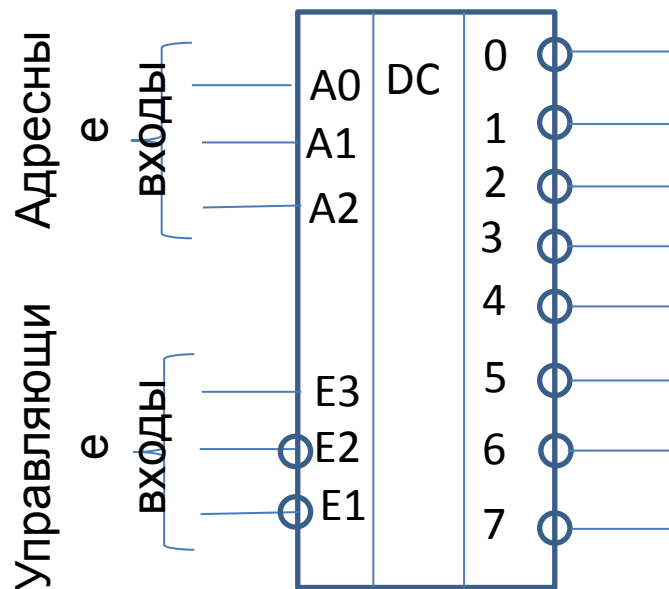 Адресны
е
входы
A0
A1
A2
DC
0
1
2
3
4
5
6
7
Управляющи
е
входы
E3
E2
E1